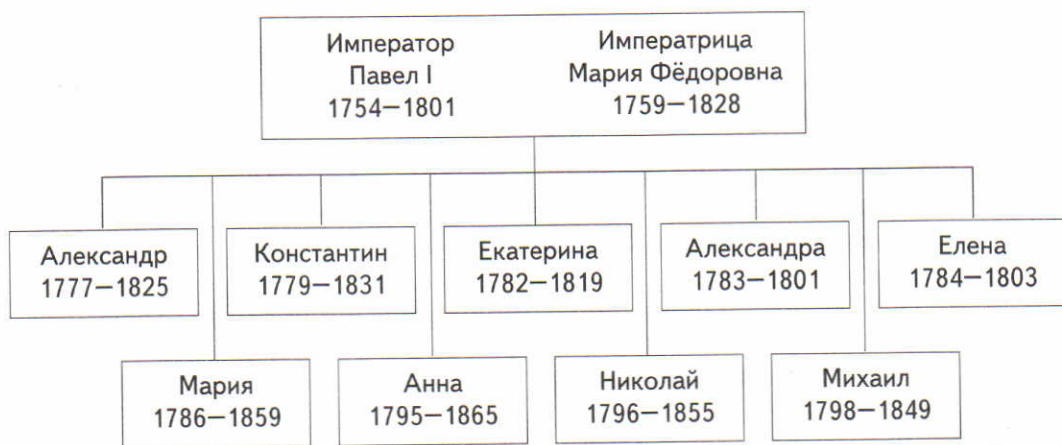 Император
Павел I
1754—1801
Императрица
Мария Фёдоровна
1759—1828
Александр
1777—1825
Константин
1779—1831
Екатерина
1782—1819
Александра
1783—1801
Елена
1784—1803
Мария
1786—1859
Анна
1795—1865
Николай
1796—1855
Михаил
1798—1849